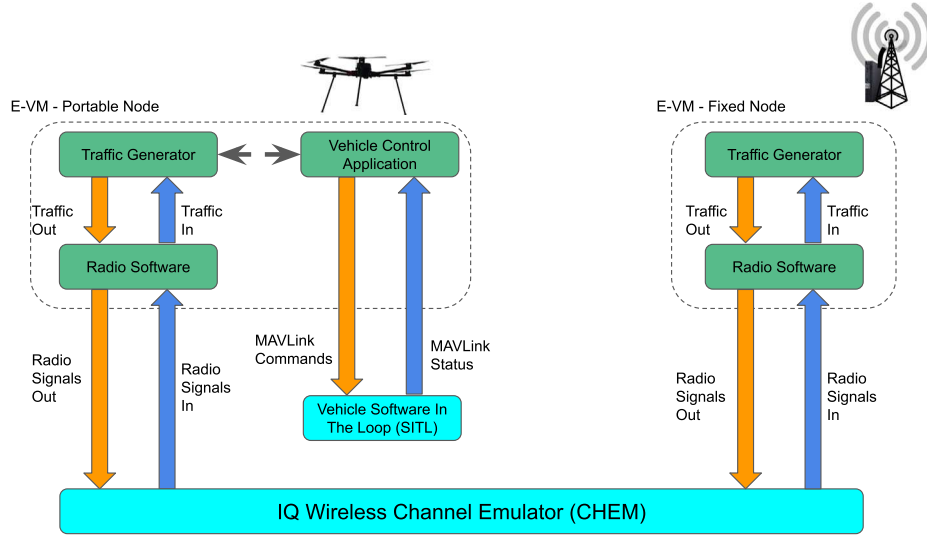 E-VM - Portable Node
E-VM - Fixed Node
Traffic Generator
Vehicle Control
Application
Traffic Generator
Traffic
Out
Traffic
In
Traffic
Out
Traffic
In
Radio Software
Radio Software
Radio
Signals
Out
Radio
Signals
In
MAVLink
Commands
MAVLink
Status
Radio
Signals
Out
Radio
Signals
In
Vehicle Software In
The Loop (SITL)
IQ Wireless Channel Emulator (CHEM)